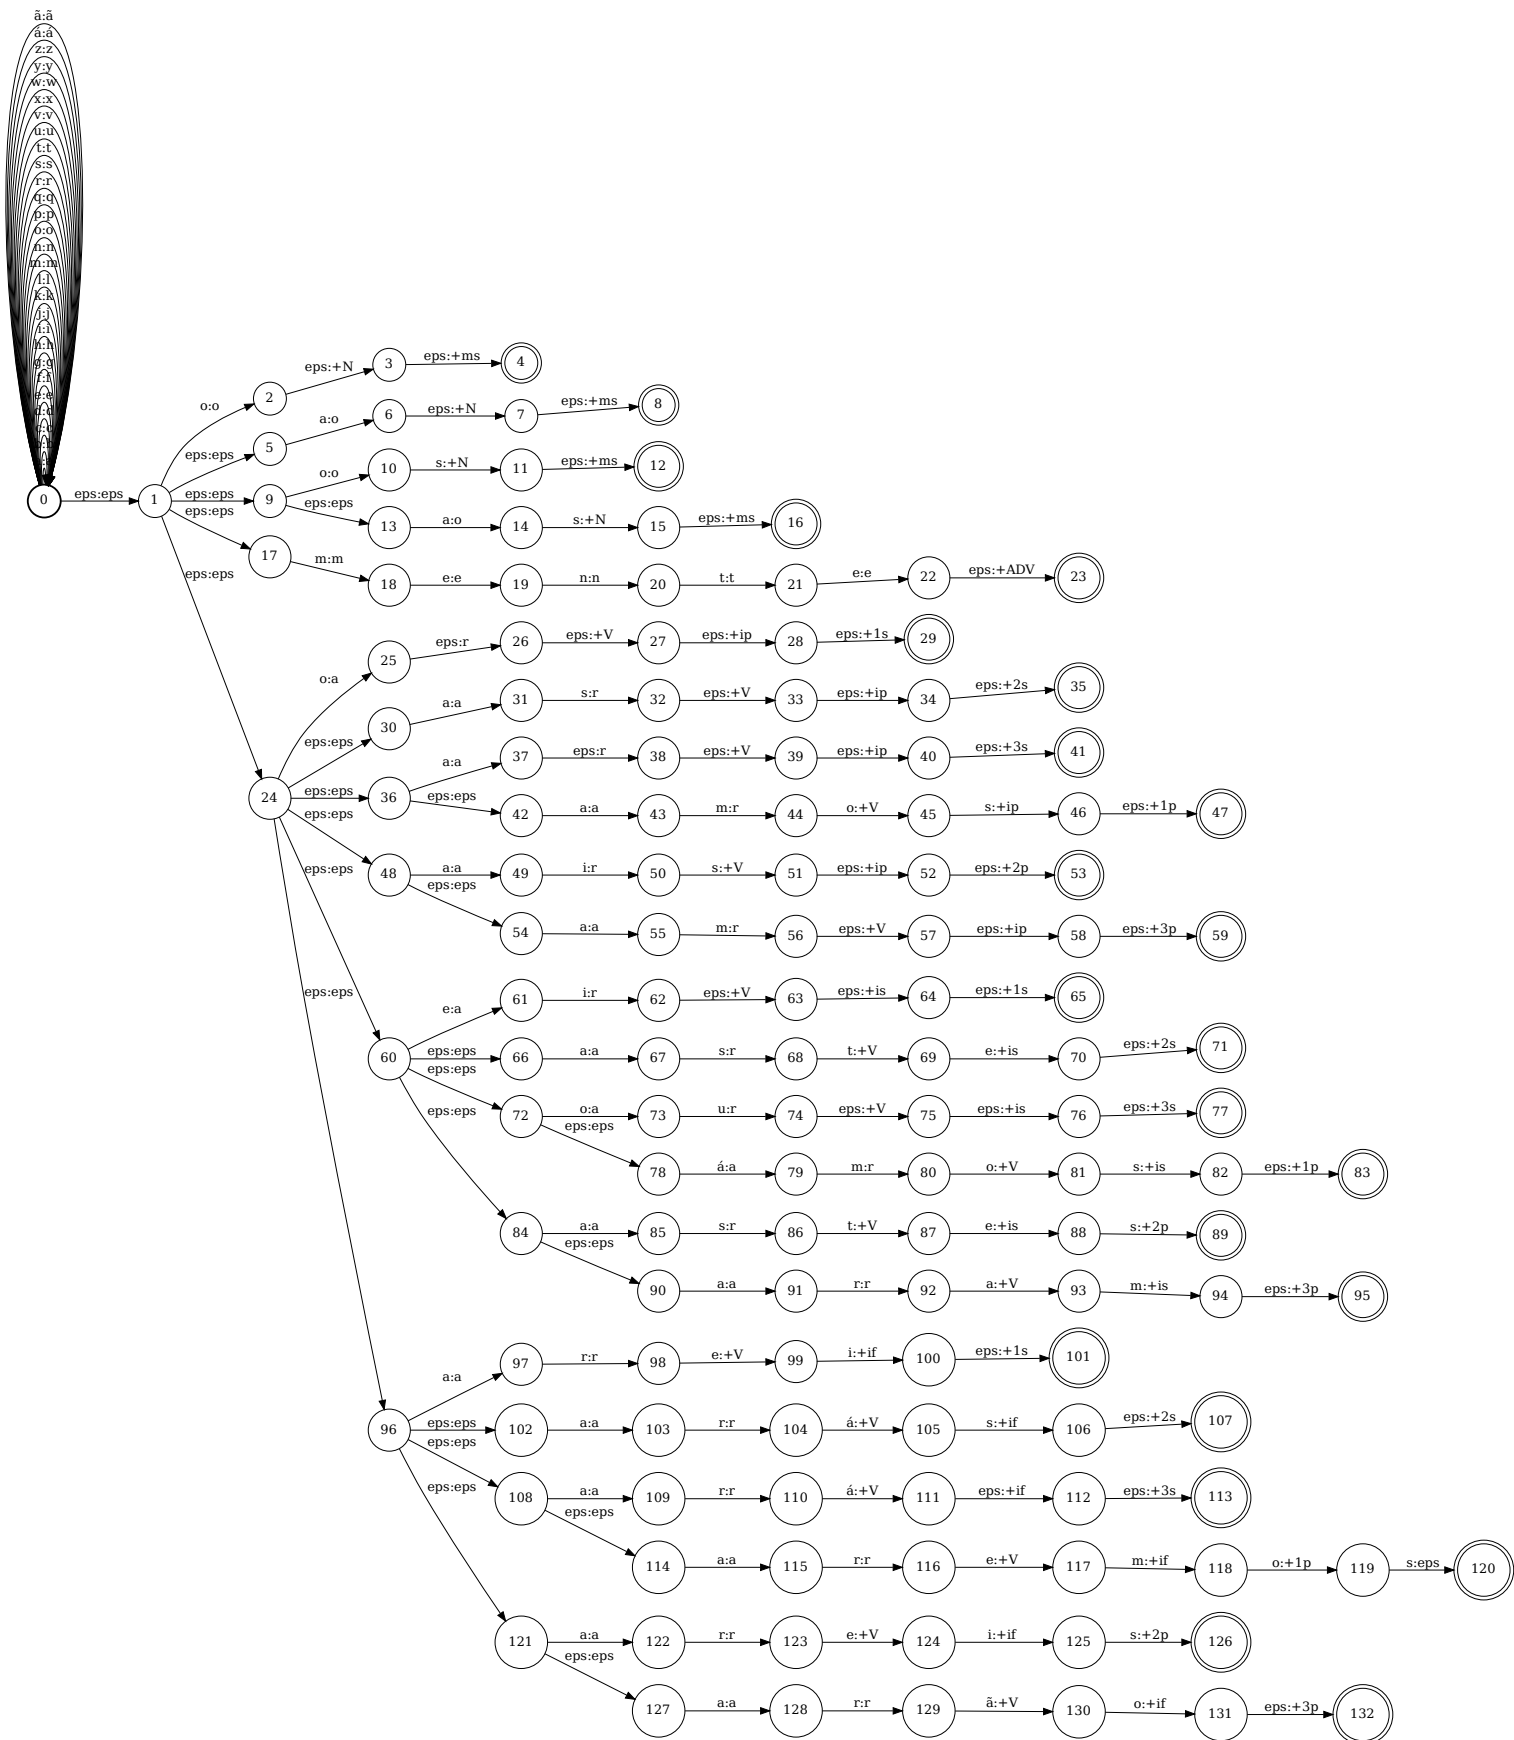 ã:ã
á:á
z:z
y:y
w:w
x:x
v:v
u:u
t:t
s:s
r:r
q:q
p:p
o:o
n:n
m:m
l:l
k:k
j:j
i:i
h:h
g:g
f:f
e:e
d:d
c:c
b:b
0 eps:eps 1
o:o 2 eps:+N 3 eps:+ms 4
eps:eps 5 a:o 6 eps:+N 7 eps:+ms 8
eps:eps 9 o:o 10 s:+N 11 eps:+ms 12
eps:eps 13 a:o 14 s:+N 15 eps:+ms 16
eps:eps 17 m:m 18 e:e 19 n:n 20 t:t 21 e:e 22 eps:+ADV 23
eps:eps 24
o:a 25 eps:r 26 eps:+V 27 eps:+ip 28 eps:+1s 29
eps:eps 30 a:a 31 s:r 32 eps:+V 33 eps:+ip 34 eps:+2s 35
eps:eps 36 a:a 37 eps:r 38 eps:+V 39 eps:+ip 40 eps:+3s 41
eps:eps 42 a:a 43 m:r 44 o:+V 45 s:+ip 46 eps:+1p 47
eps:eps 48 a:a 49 i:r 50 s:+V 51 eps:+ip 52 eps:+2p 53
eps:eps 54 a:a 55 m:r 56 eps:+V 57 eps:+ip 58 eps:+3p 59
eps:eps 60 e:a 61 i:r 62 eps:+V 63 eps:+is 64 eps:+1s 65
eps:eps 66 a:a 67 s:r 68 t:+V 69 e:+is 70 eps:+2s 71
eps:eps 72 o:a 73 u:r 74 eps:+V 75 eps:+is 76 eps:+3s 77
eps:eps 78 á:a 79 m:r 80 o:+V 81 s:+is 82 eps:+1p 83
eps:eps 84 a:a 85 s:r 86 t:+V 87 e:+is 88 s:+2p 89
eps:eps 90 a:a 91 r:r 92 a:+V 93 m:+is 94 eps:+3p 95
eps:eps 96 a:a 97 r:r 98 e:+V 99 i:+if 100 eps:+1s 101
eps:eps 102 a:a 103 r:r 104 á:+V 105 s:+if 106 eps:+2s 107
eps:eps 108 a:a 109 r:r 110 á:+V 111 eps:+if 112 eps:+3s 113
eps:eps 114 a:a 115 r:r 116 e:+V 117 m:+if 118 o:+1p 119 s:eps 120
eps:eps 121 a:a 122 r:r 123 e:+V 124 i:+if 125 s:+2p 126
eps:eps 127 a:a 128 r:r 129 ã:+V 130 o:+if 131 eps:+3p 132